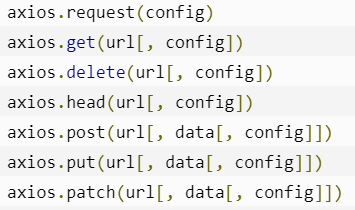 axios.request(config)
axios.get(url[, config])
axios.delete(url[, config])
axios.head(url[, config])
axios.post(url[, data[, config]])
axios.put(url[, data[, config]])
axios.patch(url[, data[, config]])